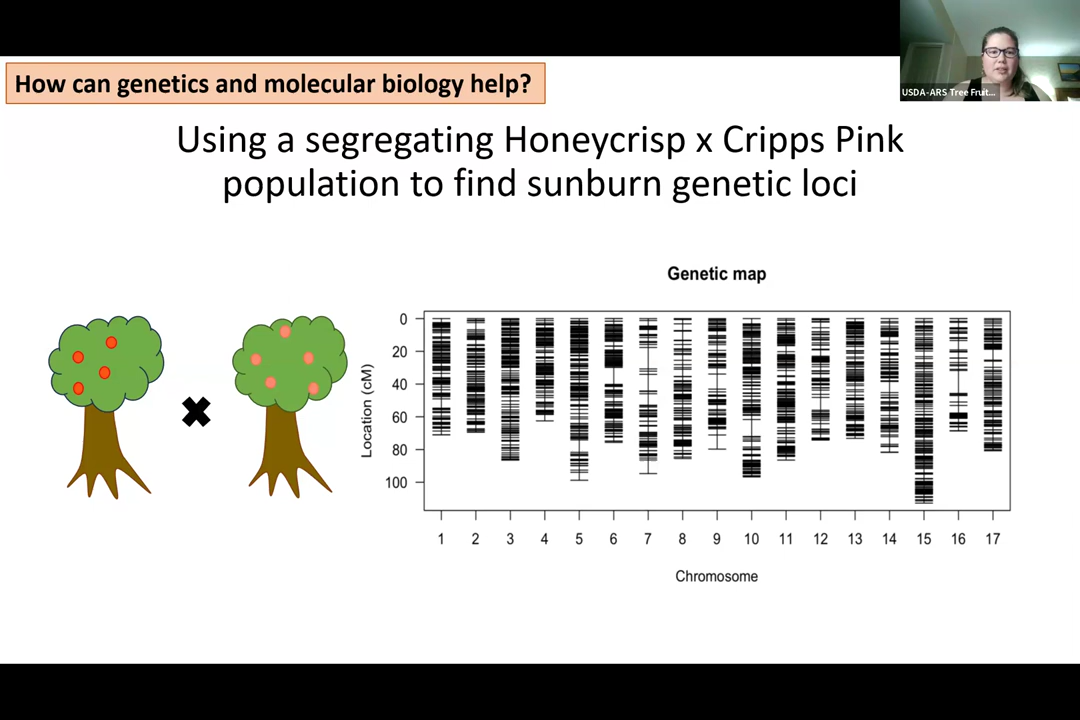 How can genetics and molecular biology help?
USDA-ARS Tree Fruit...
Using a segregating Honeycrisp x Cripps Pink
population to find sunburn genetic loci
Genetic map
Location (cM)
0
20
40
60
80
100
1 2 3 4 5 6 7 8 9 10 11 12 13 14 15 16 17
Chromosome